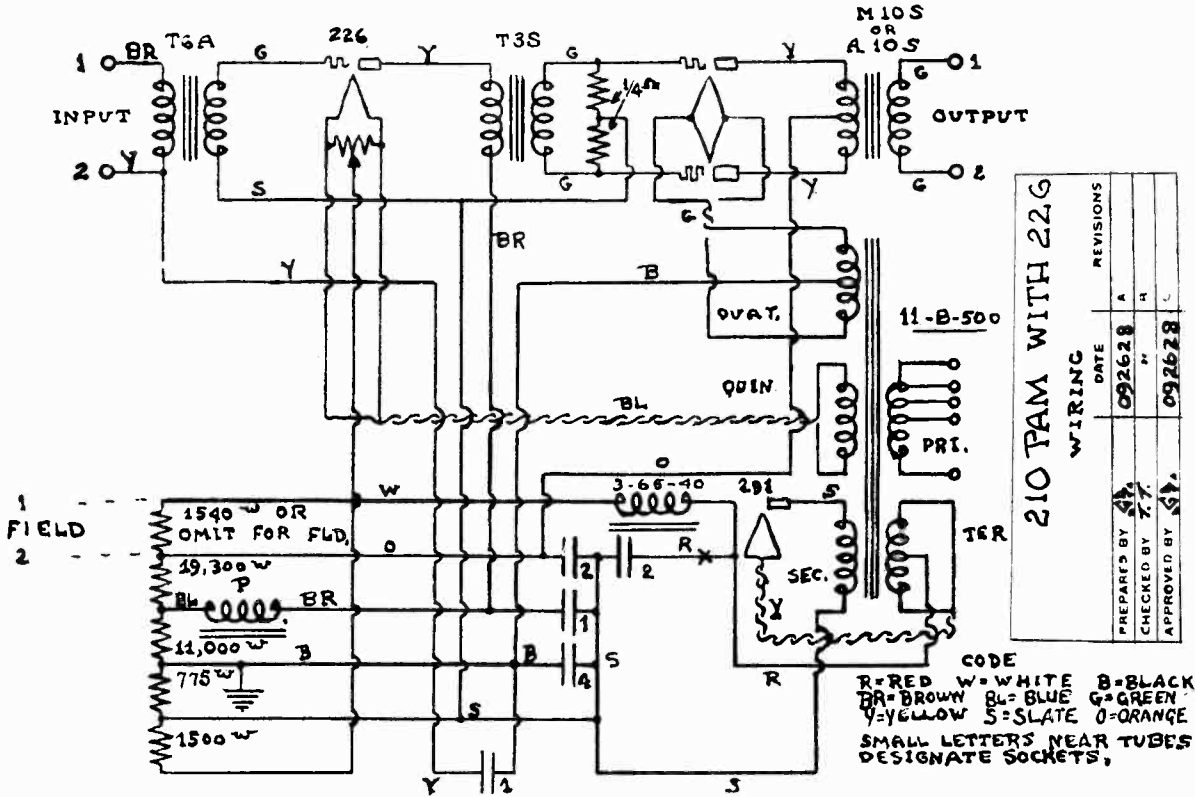 M10S
OR
A10S
1 BR T6A G 226 Y T3S G Y G 1
1/4 Ω
INPUT OUTPUT
2 Y G Y G 2
S G
BR
Y B
OUAT. 11-B-500
QUIN
BL PRI.
O
1 W 3-66-40 281 S
FIELD 1540 ω OR
OMIT FOR FLD.
2 O 2 2 R X TER
19,300 ω SEC.
P Y
BL BR 1
11,000 ω
B B 4 S
775 ω R
S
1500 ω
Y 1 S
CODE
R=RED W=WHITE B=BLACK
BR=BROWN BL=BLUE G=GREEN
Y=YELLOW S=SLATE O=ORANGE
SMALL LETTERS NEAR TUBES
DESIGNATE SOCKETS.
210 PAM WITH 226
WIRING
DATE REVISIONS
PREPARED BY 092628 A
CHECKED BY T.T. " B
APPROVED BY 092628 C